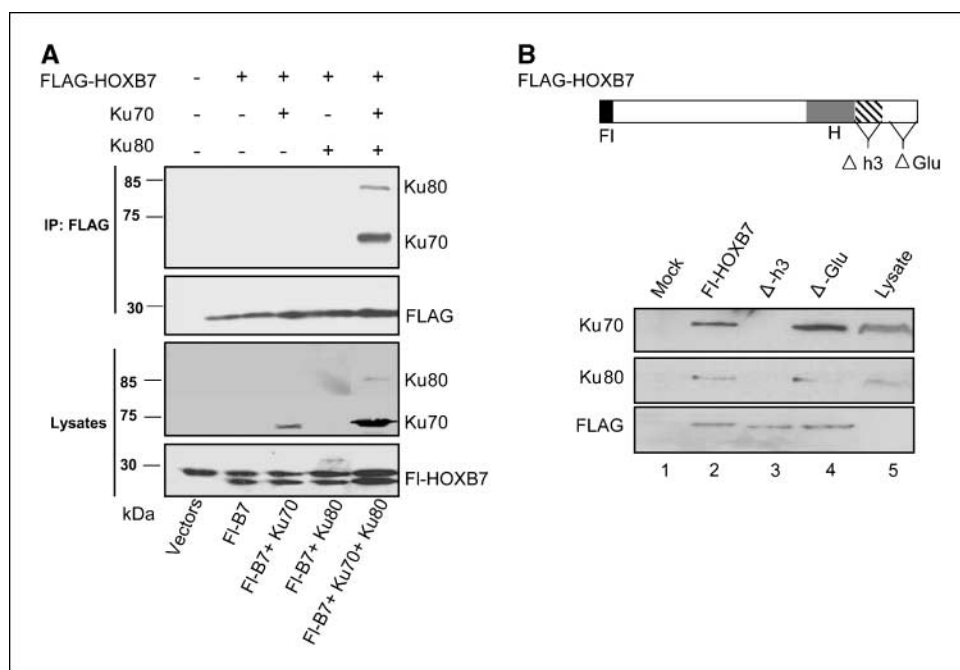 A
FLAG-HOXB7 - + + + +
Ku70 - - + - +
Ku80 - - - + +
IP: FLAG
85
75
30
Ku80
Ku70
FLAG
Lysates
85
75
30
kDa
Ku80
Ku70
Fl-HOXB7
Vectors
Fl-B7
Fl-B7+ Ku70
Fl-B7+ Ku80
Fl-B7+ Ku70+ Ku80
B
FLAG-HOXB7
Fl
H
Δ h3
Δ Glu
Mock
Fl-HOXB7
Δ-h3
Δ-Glu
Lysate
Ku70
Ku80
FLAG
1 2 3 4 5